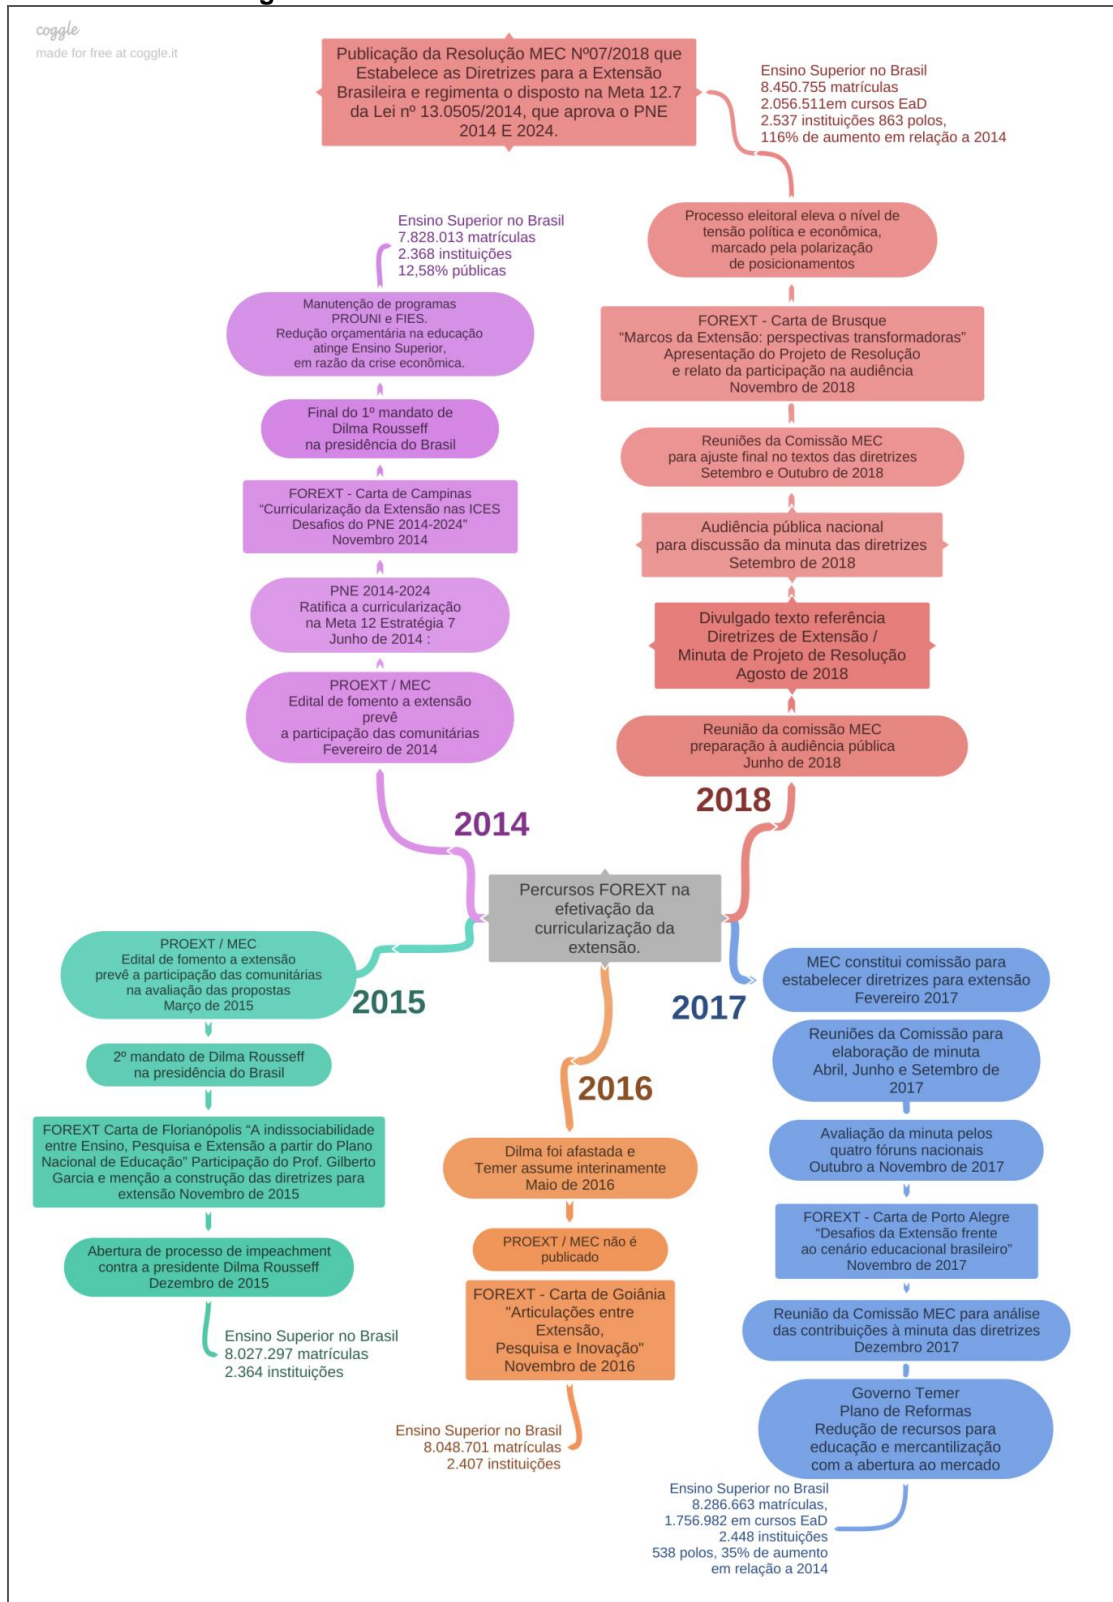 coggle
made for free at coggle.it
Publicação da Resolução MEC Nº07/2018 que
Estabelece as Diretrizes para a Extensão
Brasileira e regimenta o disposto na Meta 12.7
da Lei nº 13.0505/2014, que aprova o PNE
2014 E 2024.
Ensino Superior no Brasil
8.450.755 matrículas
2.056.511em cursos EaD
2.537 instituições 863 polos,
116% de aumento em relação a 2014
Processo eleitoral eleva o nível de
tensão política e econômica,
marcado pela polarização
de posicionamentos
FOREXT - Carta de Brusque
“Marcos da Extensão: perspectivas transformadoras”
Apresentação do Projeto de Resolução
e relato da participação na audiência
Novembro de 2018
Reuniões da Comissão MEC
para ajuste final no textos das diretrizes
Setembro e Outubro de 2018
Audiência pública nacional
para discussão da minuta das diretrizes
Setembro de 2018
Divulgado texto referência
Diretrizes de Extensão /
Minuta de Projeto de Resolução
Agosto de 2018
Reunião da comissão MEC
preparação à audiência pública
Junho de 2018
2018
Ensino Superior no Brasil
7.828.013 matrículas
2.368 instituições
12,58% públicas
Manutenção de programas
PROUNI e FIES.
Redução orçamentária na educação
atinge Ensino Superior,
em razão da crise econômica.
Final do 1º mandato de
Dilma Rousseff
na presidência do Brasil
FOREXT - Carta de Campinas
“Curricularização da Extensão nas ICES
Desafios do PNE 2014-2024”
Novembro 2014
PNE 2014-2024
Ratifica a curricularização
na Meta 12 Estratégia 7
Junho de 2014 :
PROEXT / MEC
Edital de fomento a extensão
prevê
a participação das comunitárias
Fevereiro de 2014
2014
Percursos FOREXT na
efetivação da
curricularização da
extensão.
PROEXT / MEC
Edital de fomento a extensão
prevê a participação das comunitárias
na avaliação das propostas
Março de 2015
2015
2º mandato de Dilma Rousseff
na presidência do Brasil
FOREXT Carta de Florianópolis “A indissociabilidade
entre Ensino, Pesquisa e Extensão a partir do Plano
Nacional de Educação” Participação do Prof. Gilberto
Garcia e menção a construção das diretrizes para
extensão Novembro de 2015
Abertura de processo de impeachment
contra a presidente Dilma Rousseff
Dezembro de 2015
Ensino Superior no Brasil
8.027.297 matrículas
2.364 instituições
2016
Dilma foi afastada e
Temer assume interinamente
Maio de 2016
PROEXT / MEC não é
publicado
FOREXT - Carta de Goiânia
"Articulações entre
Extensão,
Pesquisa e Inovação"
Novembro de 2016
Ensino Superior no Brasil
8.048.701 matrículas
2.407 instituições
2017
MEC constitui comissão para
estabelecer diretrizes para extensão
Fevereiro 2017
Reuniões da Comissão para
elaboração de minuta
Abril, Junho e Setembro de
2017
Avaliação da minuta pelos
quatro fóruns nacionais
Outubro a Novembro de 2017
FOREXT - Carta de Porto Alegre
“Desafios da Extensão frente
ao cenário educacional brasileiro”
Novembro de 2017
Reunião da Comissão MEC para análise
das contribuições à minuta das diretrizes
Dezembro 2017
Governo Temer
Plano de Reformas
Redução de recursos para
educação e mercantilização
com a abertura ao mercado
Ensino Superior no Brasil
8.286.663 matrículas,
1.756.982 em cursos EaD
2.448 instituições
538 polos, 35% de aumento
em relação a 2014